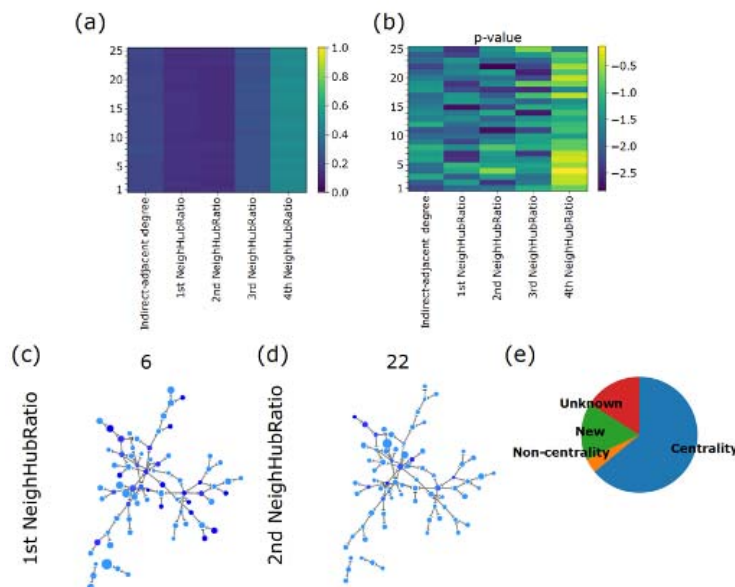 (a)
25
20
15
10
5
1
1.0
0.8
0.6
0.4
0.2
0.0
Indirect-adjacent degree
1st NeighHubRatio
2nd NeighHubRatio
3rd NeighHubRatio
4th NeighHubRatio
(b)
p-value
25
20
15
10
5
1
−0.5
−1.0
−1.5
−2.0
−2.5
Indirect-adjacent degree
1st NeighHubRatio
2nd NeighHubRatio
3rd NeighHubRatio
4th NeighHubRatio
(c)
6
1st NeighHubRatio
(d)
22
2nd NeighHubRatio
(e)
Unknown
New
Non-centrality
Centrality